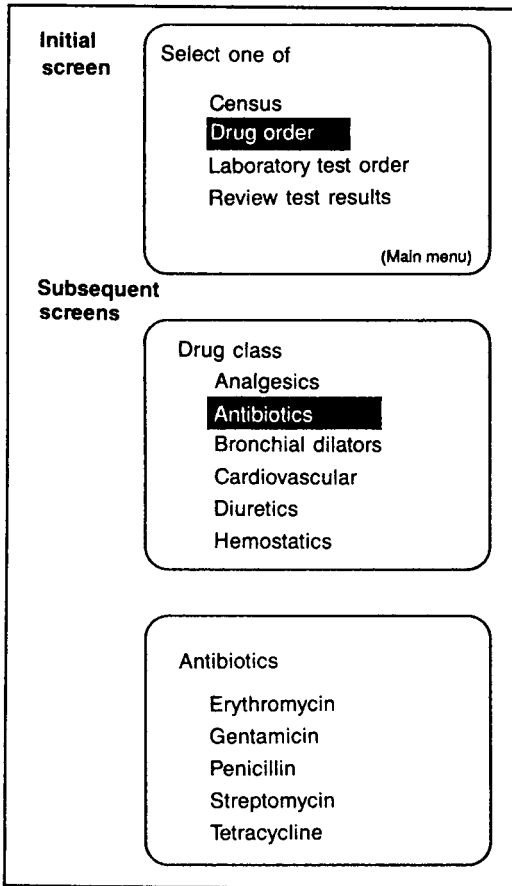 Initial
screen
Select one of
Census
Drug order
Laboratory test order
Review test results
(Main menu)
Subsequent
screens
Drug class
Analgesics
Antibiotics
Bronchial dilators
Cardiovascular
Diuretics
Hemostatics
Antibiotics
Erythromycin
Gentamicin
Penicillin
Streptomycin
Tetracycline